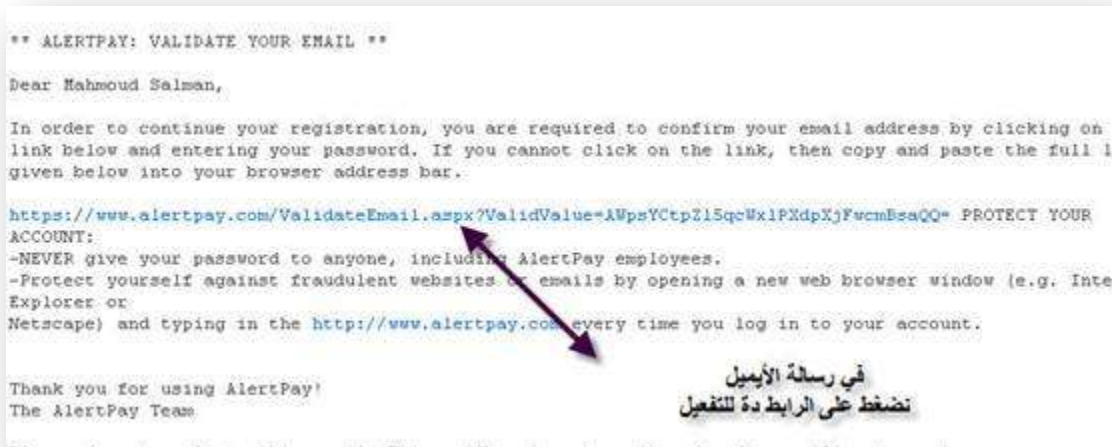 ** ALERTPAY: VALIDATE YOUR EMAIL **
Dear Mahmoud Salman,
In order to continue your registration, you are required to confirm your email address by clicking on
link below and entering your password. If you cannot click on the link, then copy and paste the full l
given below into your browser address bar.
https://www.alertpay.com/ValidateEmail.aspx?ValidValue=AWpsYCtpZl5qcWxlPXdpXjFwcmBsaQQ= PROTECT YOUR
ACCOUNT:
-NEVER give your password to anyone, including AlertPay employees.
-Protect yourself against fraudulent websites or emails by opening a new web browser window (e.g. Inte
Explorer or
Netscape) and typing in the http://www.alertpay.com every time you log in to your account.
في رسالة الأيميل
نضغط على الرابط دة للتفعيل
Thank you for using AlertPay!
The AlertPay Team